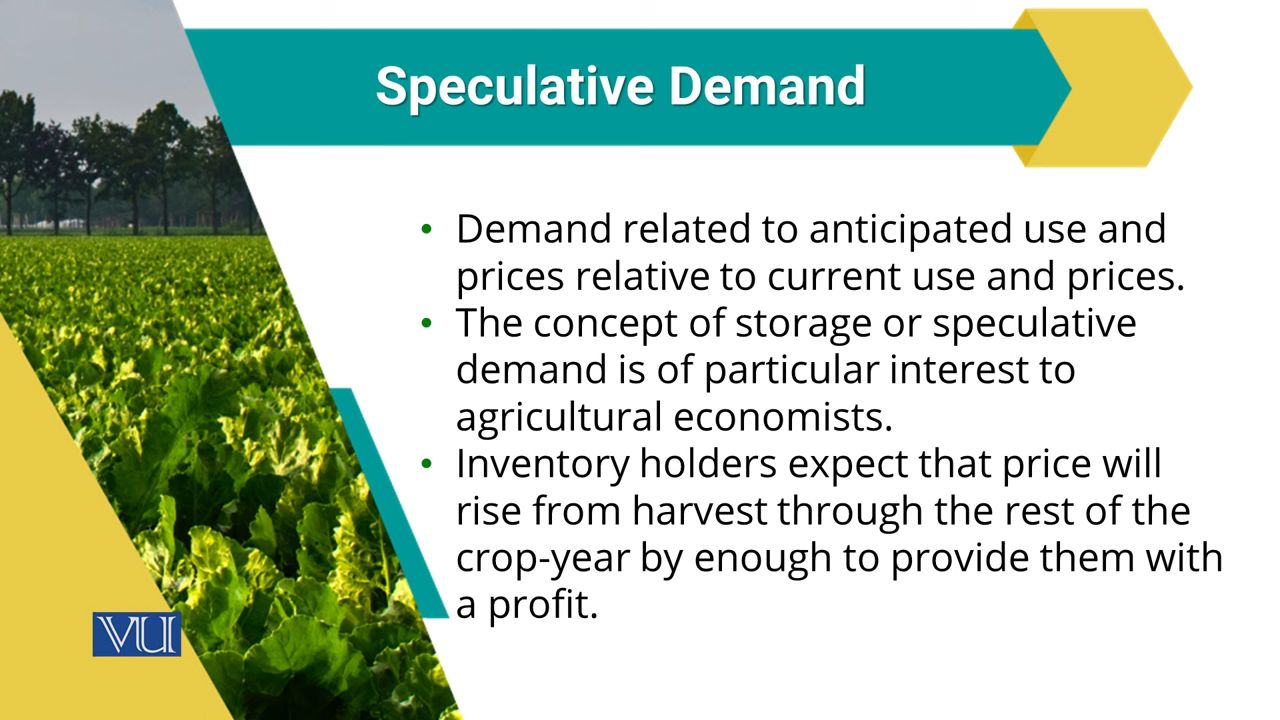 Speculative Demand
• Demand related to anticipated use and
prices relative to current use and prices.
• The concept of storage or speculative
demand is of particular interest to
agricultural economists.
• Inventory holders expect that price will
rise from harvest through the rest of the
crop-year by enough to provide them with
a profit.
VU